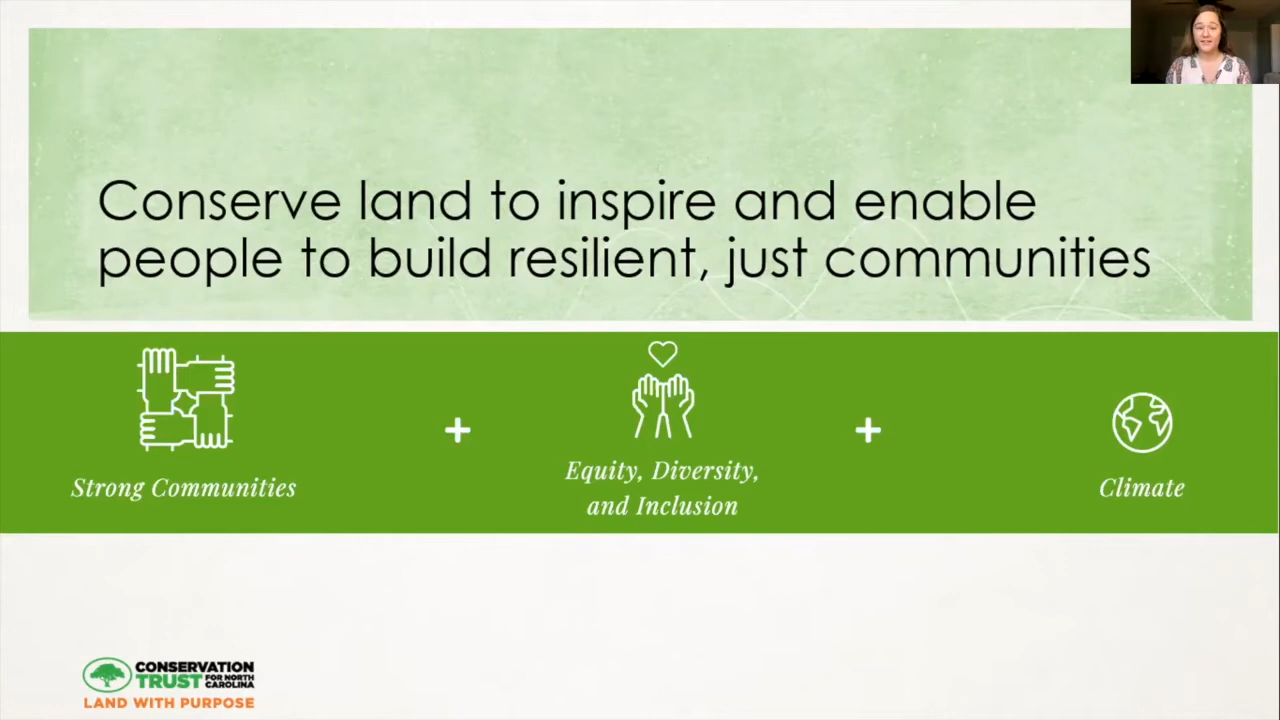 Conserve land to inspire and enable
people to build resilient, just communities
+
+
Strong Communities
Equity, Diversity,
and Inclusion
Climate
CONSERVATION
TRUST FOR NORTH CAROLINA
LAND WITH PURPOSE